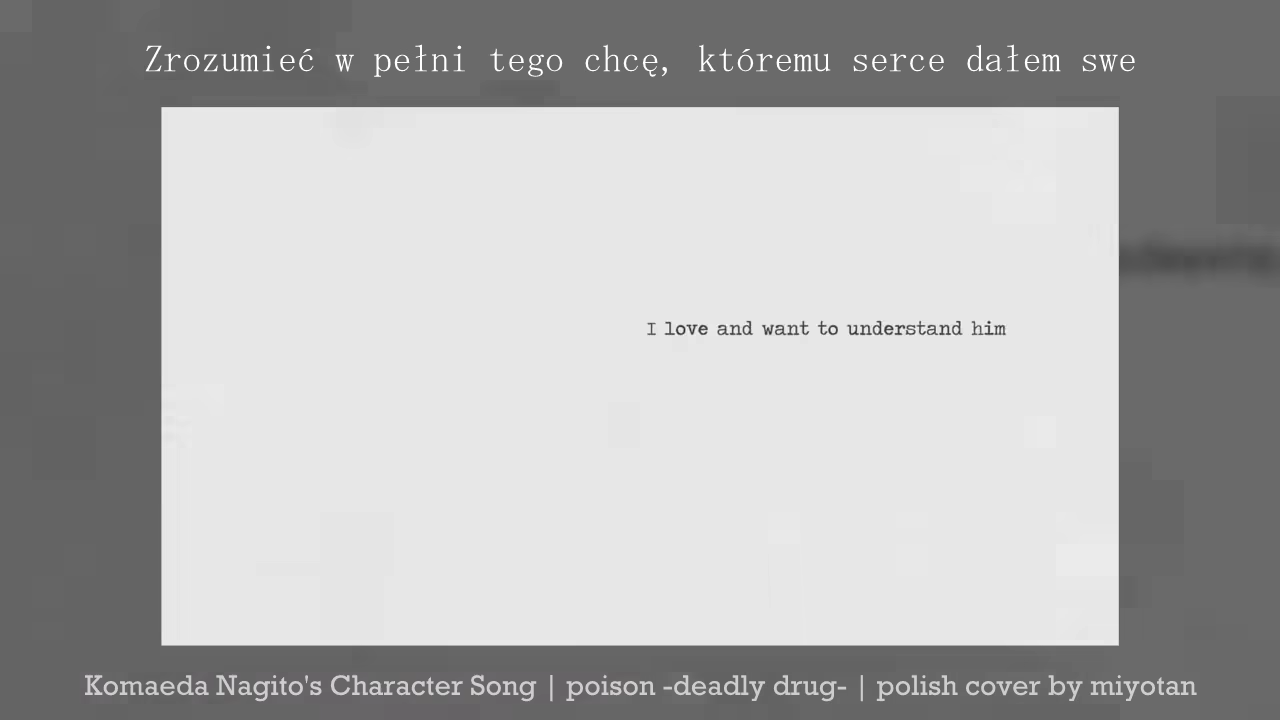 Zrozumieć w pełni tego chcę, któremu serce dałem swe
I love and want to understand him
Komaeda Nagito's Character Song | poison -deadly drug- | polish cover by miyotan